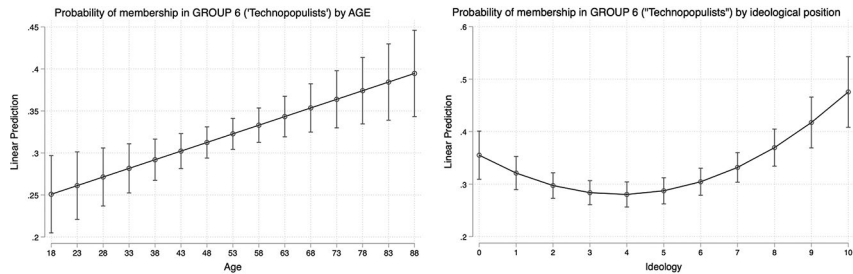 Probability of membership in GROUP 6 ('Technopopulists') by AGE
.45
.4
.35
.3
.25
.2
Linear Prediction
18 23 28 33 38 43 48 53 58 63 68 73 78 83 88
Age
Probability of membership in GROUP 6 ("Technopopulists") by ideological position
.6
.5
.4
.3
.2
Linear Prediction
0 1 2 3 4 5 6 7 8 9 10
Ideology